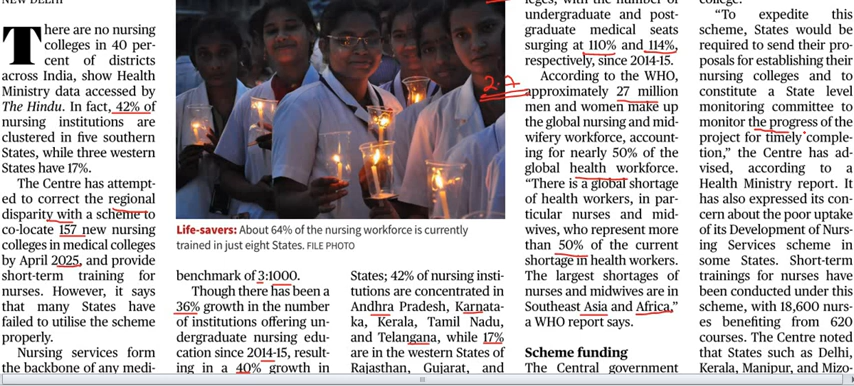 NEW DELHI
There are no nursing
colleges in 40 per-
cent of districts
across India, show Health
Ministry data accessed by
The Hindu. In fact, 42% of
nursing institutions are
clustered in five southern
States, while three western
States have 17%.
The Centre has attempt-
ed to correct the regional
disparity with a scheme to
co-locate 157 new nursing
colleges in medical colleges
by April 2025, and provide
short-term training for
nurses. However, it says
that many States have
failed to utilise the scheme
properly.
Nursing services form
the backbone of any medi-
Life-savers: About 64% of the nursing workforce is currently
trained in just eight States. FILE PHOTO
benchmark of 3:1000.
Though there has been a
36% growth in the number
of institutions offering un-
dergraduate nursing edu-
cation since 2014-15, result-
ing in a 40% growth in
States; 42% of nursing insti-
tutions are concentrated in
Andhra Pradesh, Karnata-
ka, Kerala, Tamil Nadu,
and Telangana, while 17%
are in the western States of
Rajasthan, Gujarat, and
2.7
leges, with the number of
undergraduate and post-
graduate medical seats
surging at 110% and 114%,
respectively, since 2014-15.
According to the WHO,
approximately 27 million
men and women make up
the global nursing and mid-
wifery workforce, account-
ing for nearly 50% of the
global health workforce.
“There is a global shortage
of health workers, in par-
ticular nurses and mid-
wives, who represent more
than 50% of the current
shortage in health workers.
The largest shortages of
nurses and midwives are in
Southeast Asia and Africa,”
a WHO report says.
Scheme funding
The Central government
college.
“To expedite this
scheme, States would be
required to send their pro-
posals for establishing their
nursing colleges and to
constitute a State level
monitoring committee to
monitor the progress of the
project for timely comple-
tion,” the Centre has ad-
vised, according to a
Health Ministry report. It
has also expressed its con-
cern about the poor uptake
of its Development of Nurs-
ing Services scheme in
some States. Short-term
trainings for nurses have
been conducted under this
scheme, with 18,600 nurs-
es benefiting from 620
courses. The Centre noted
that States such as Delhi,
Kerala, Manipur, and Mizo-